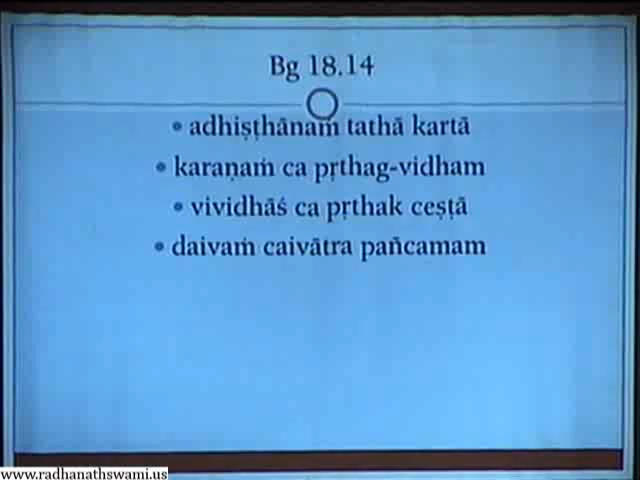 Bg 18.14
• adhiṣṭhānaṁ tathā kartā
• karaṇaṁ ca pṛthag-vidham
• vividhāś ca pṛthak ceṣṭā
• daivaṁ caivātra pañcamam
www.radhanathswami.us